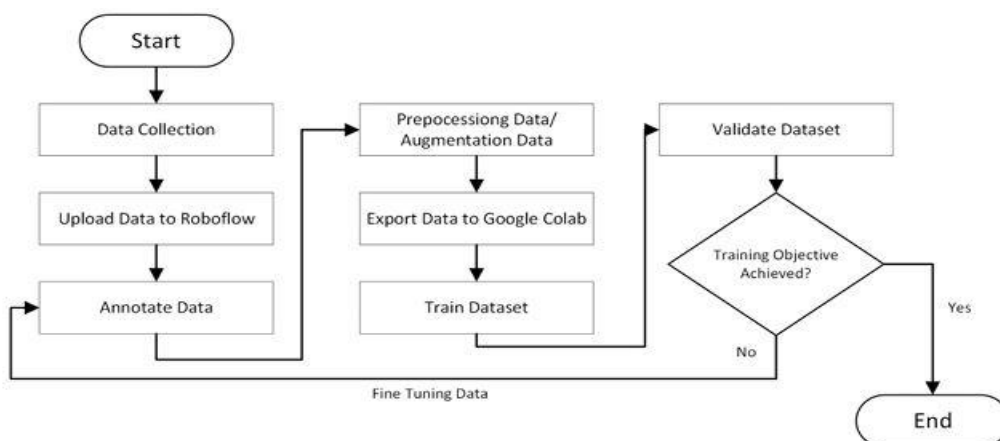 Start
Data Collection
Upload Data to Roboflow
Annotate Data
Prepocessiong Data/
Augmentation Data
Export Data to Google Colab
Train Dataset
Validate Dataset
Training Objective
Achieved?
Yes
No
Fine Tuning Data
End